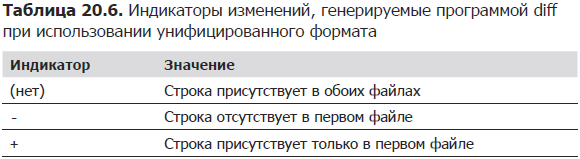 Таблица 20.6. Индикаторы изменений, генерируемые программой diff
при использовании унифицированного формата
Индикатор Значение
(нет) Строка присутствует в обоих файлах
- Строка отсутствует в первом файле
+ Строка присутствует только в первом файле